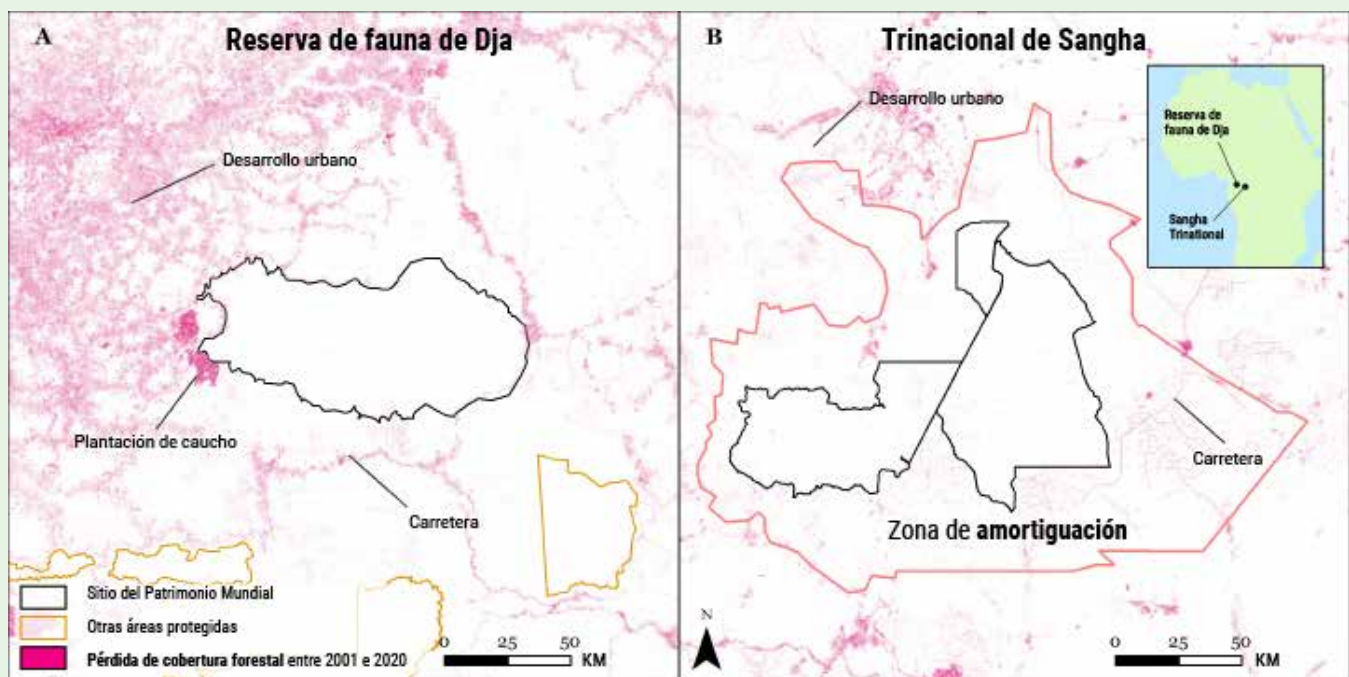 A
Reserva de fauna de Dja
Desarrollo urbano
Plantación de caucho
Carretera
Sitio del Patrimonio Mundial
Otras áreas protegidas
Pérdida de cobertura forestal entre 2001 e 2020
0 50
KM
B
Trinacional de Sangha
Desarrollo urbano
Reserva de
fauna de Dja
Sangha
Trinational
Carretera
Zona de amortiguación
N
0 50
KM